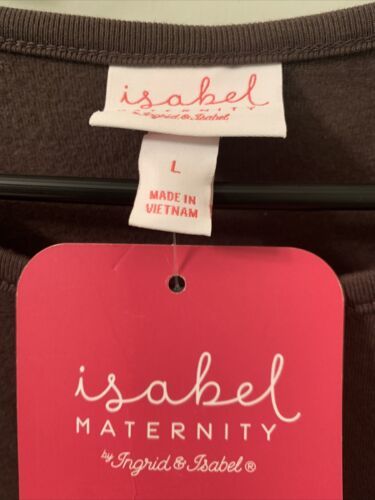 isabel
MATERNITY
by Ingrid & Isabel.
L
MADE IN
VIETNAM
isabel
MATERNITY
by Ingrid & Isabel®